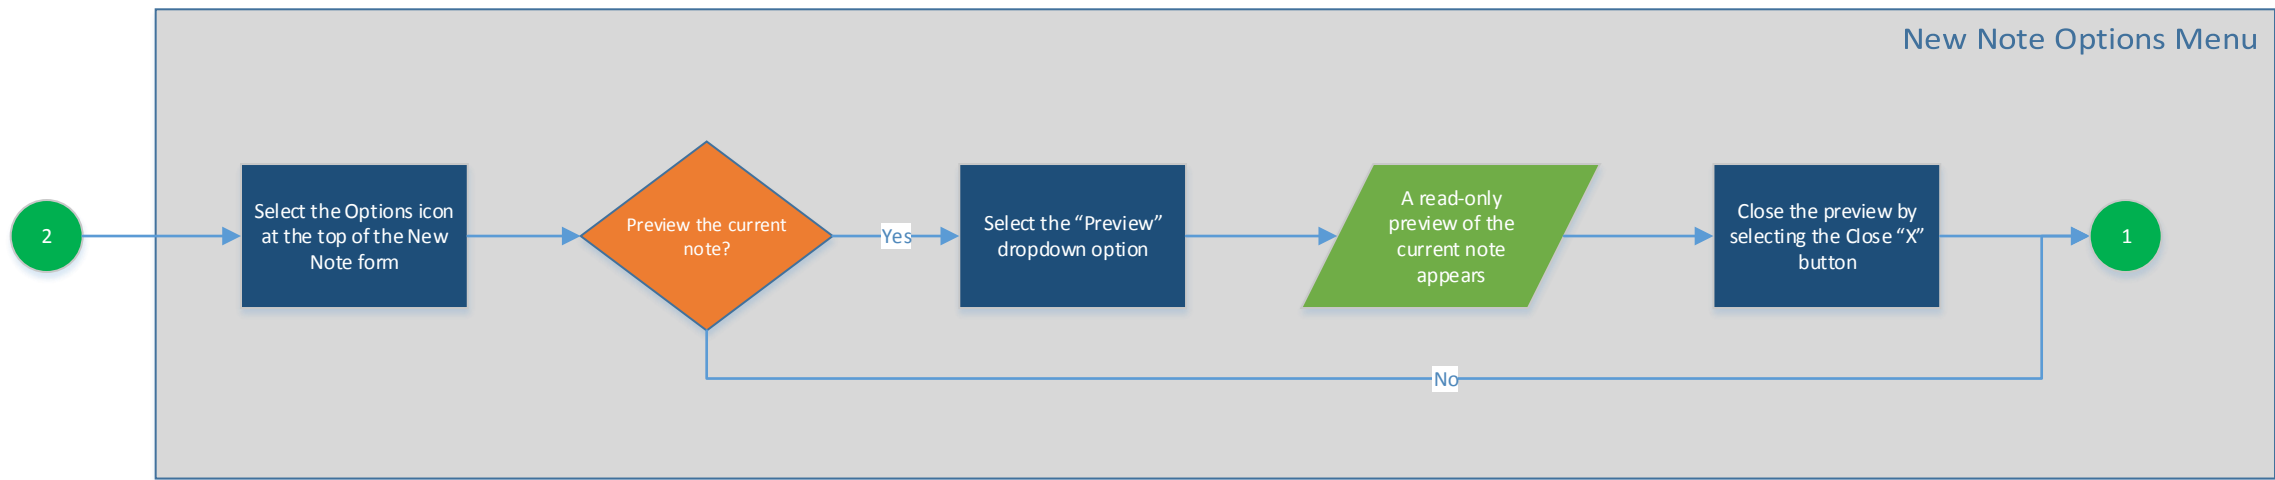 New Note Options Menu
2
Select the Options icon
at the top of the New
Note form
Preview the current
note?
Yes
Select the “Preview”
dropdown option
A read-only
preview of the
current note
appears
Close the preview by
selecting the Close “X”
button
1
No